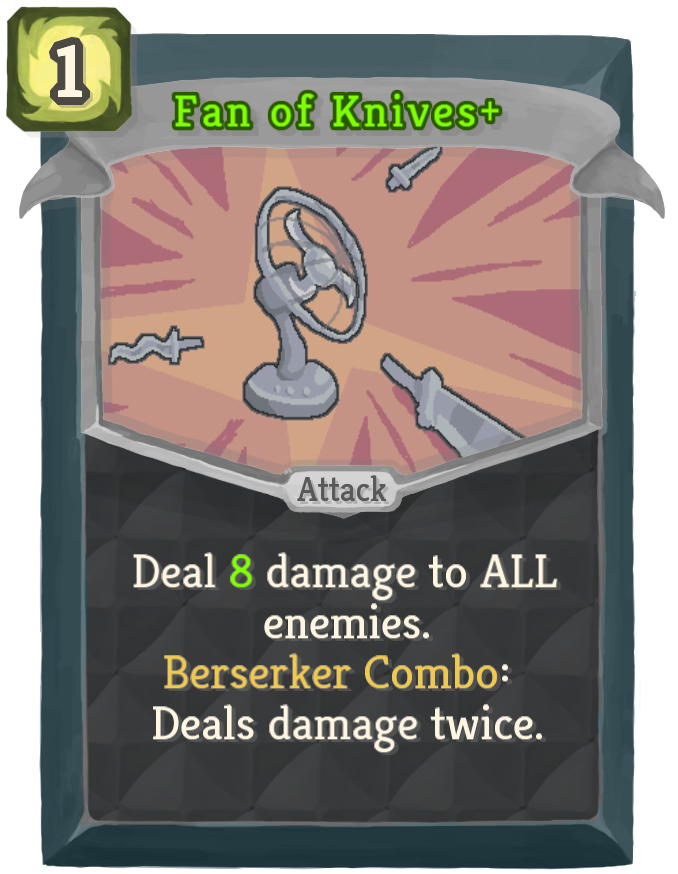 1
Fan of Knives+
Attack
Deal 8 damage to ALL
enemies.
Berserker Combo:
Deals damage twice.